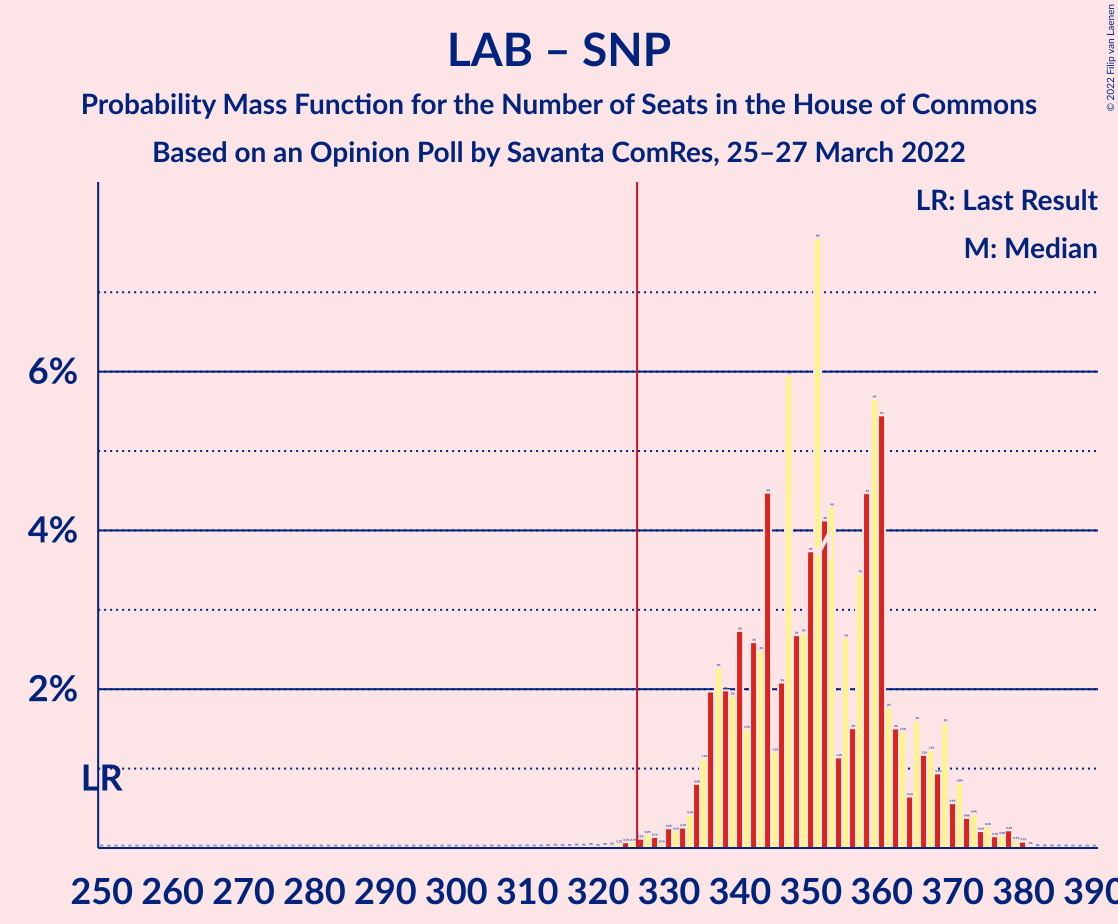 LAB – SNP
Probability Mass Function for the Number of Seats in the House of Commons
Based on an Opinion Poll by Savanta ComRes, 25–27 March 2022
© 2022 Filip van Laenen
LR: Last Result
M: Median
6%
4%
2%
LR
250 260 270 280 290 300 310 320 330 340 350 360 370 380 390